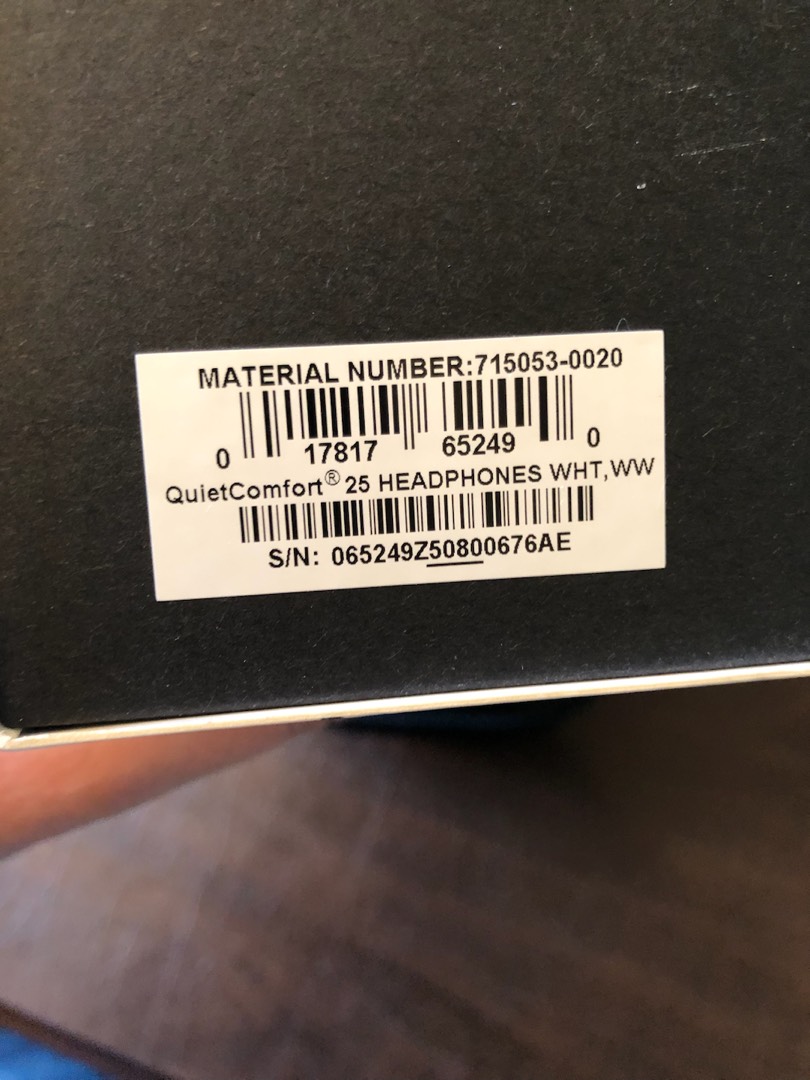 MATERIAL NUMBER:715053-0020
0 17817 65249 0
QuietComfort® 25 HEADPHONES WHT,WW
S/N: 065249Z50800676AE